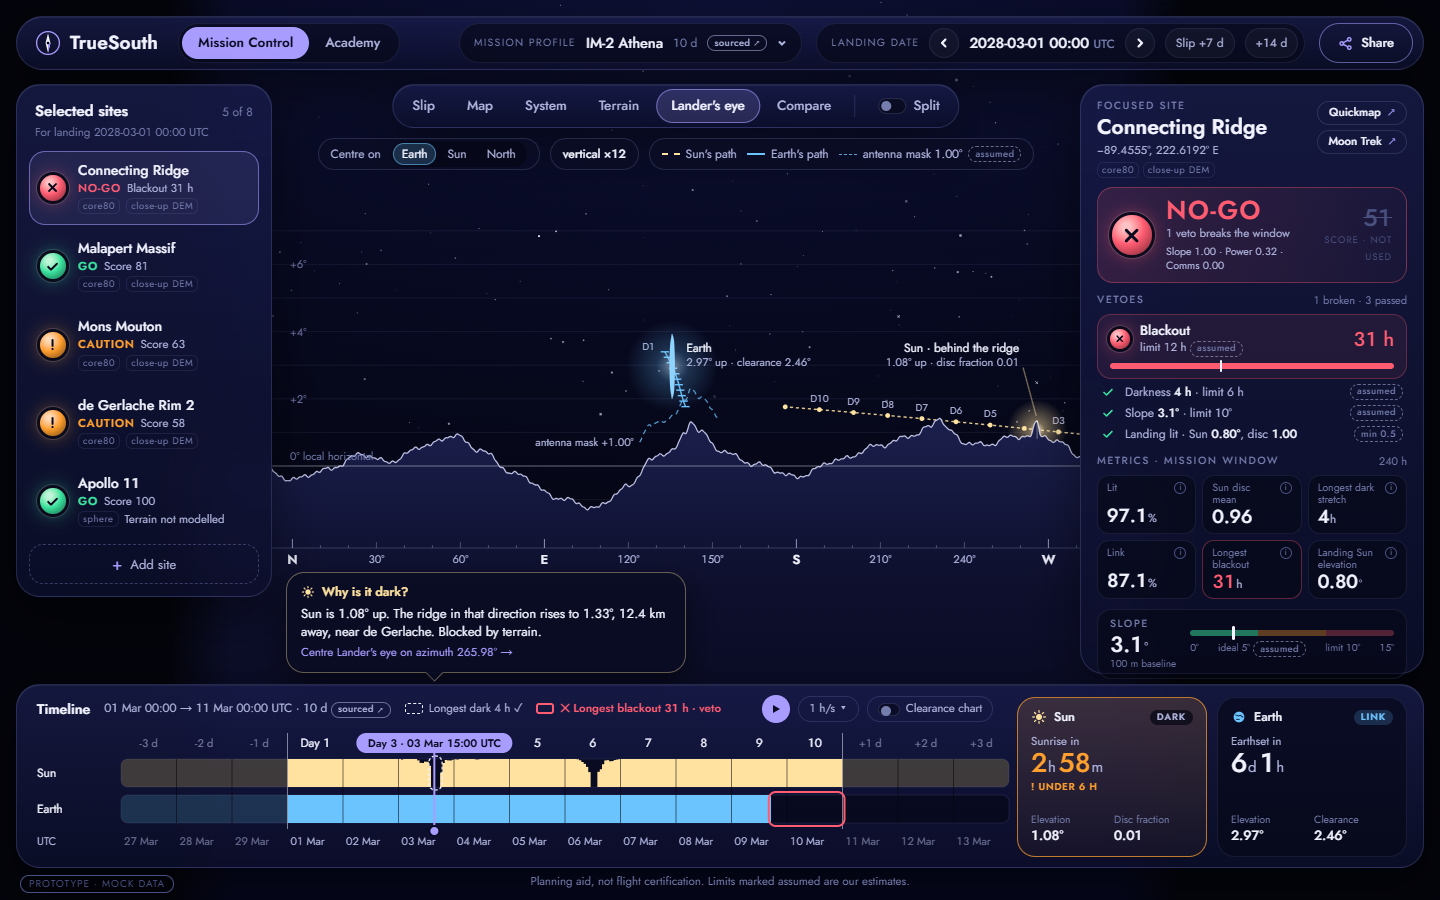 TrueSouth
Mission Control
Academy
MISSION PROFILE IM-2 Athena 10 d sourced ↗
LANDING DATE 2028-03-01 00:00 UTC
Slip +7 d
+14 d
Share
Selected sites 5 of 8
For landing 2028-03-01 00:00 UTC
Connecting Ridge
NO-GO Blackout 31 h
core80 close-up DEM
Malapert Massif
GO Score 81
core80 close-up DEM
Mons Mouton
CAUTION Score 63
core80 close-up DEM
de Gerlache Rim 2
CAUTION Score 58
core80 close-up DEM
Apollo 11
GO Score 100
sphere Terrain not modelled
+ Add site
Slip Map System Terrain Lander's eye Compare Split
Centre on Earth Sun North
vertical ×12
Sun's path Earth's path antenna mask 1.00° assumed
+6°
+4°
+2°
0° local horizontal
D1
Earth
2.97° up · clearance 2.46°
Sun · behind the ridge
1.08° up · disc fraction 0.01
antenna mask +1.00°
D10 D9 D8 D7 D6 D5 D3
N 30° 60° E 120° 150° S 210° 240° W
Why is it dark?
Sun is 1.08° up. The ridge in that direction rises to 1.33°, 12.4 km
away, near de Gerlache. Blocked by terrain.
Centre Lander's eye on azimuth 265.98° →
FOCUSED SITE
Connecting Ridge
−89.4555°, 222.6192° E
core80 close-up DEM
Quickmap ↗
Moon Trek ↗
NO-GO
1 veto breaks the window
Slope 1.00 · Power 0.32 ·
Comms 0.00
51
SCORE · NOT
USED
VETOES 1 broken · 3 passed
Blackout
limit 12 h assumed
31 h
Darkness 4 h · limit 6 h assumed
Slope 3.1° · limit 10° assumed
Landing lit · Sun 0.80°, disc 1.00 min 0.5
METRICS · MISSION WINDOW 240 h
Lit
97.1%
Sun disc
mean
0.96
Longest dark
stretch
4h
Link
87.1%
Longest
blackout
31h
Landing Sun
elevation
0.80°
SLOPE
3.1°
100 m baseline
0° ideal 5° assumed limit 10° 15°
Timeline 01 Mar 00:00 → 11 Mar 00:00 UTC · 10 d sourced ↗
Longest dark 4 h ✓
✕ Longest blackout 31 h · veto
1 h/s
Clearance chart
-3 d -2 d -1 d Day 1 Day 3 · 03 Mar 15:00 UTC 5 6 7 8 9 10 +1 d +2 d +3 d
Sun
Earth
UTC 27 Mar 28 Mar 29 Mar 01 Mar 02 Mar 03 Mar 04 Mar 05 Mar 06 Mar 07 Mar 08 Mar 09 Mar 10 Mar 11 Mar 12 Mar 13 Mar
Sun DARK
Sunrise in
2h 58m
! UNDER 6 H
Elevation Disc fraction
1.08° 0.01
Earth LINK
Earthset in
6d 1h
Elevation Clearance
2.97° 2.46°
PROTOTYPE · MOCK DATA
Planning aid, not flight certification. Limits marked assumed are our estimates.